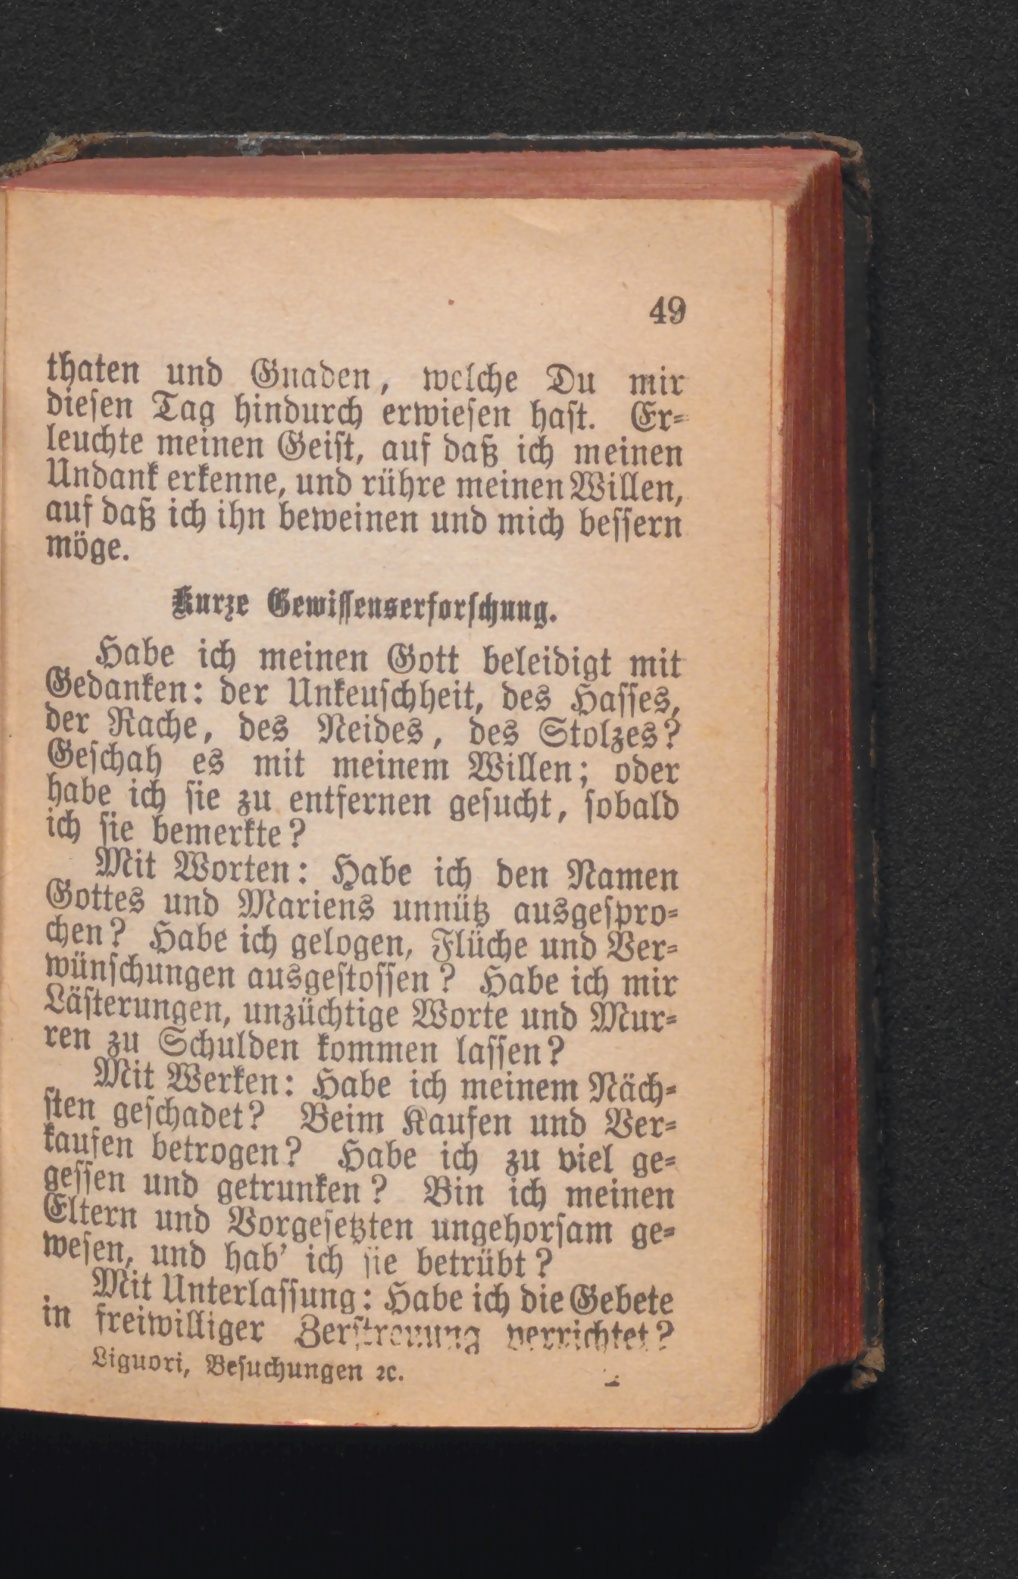 49
thaten und Gnaden, welche Du mir
diesen Tag hindurch erwiesen hast. Er-
leuchte meinen Geist, auf daß ich meinen
Undank erkenne, und rühre meinen Willen,
auf daß ich ihn beweinen und mich bessern
möge.
Kurze Gewissenserforschung.
Habe ich meinen Gott beleidigt mit
Gedanken: der Unkeuschheit, des Hasses,
der Rache, des Neides, des Stolzes?
Geschah es mit meinem Willen; oder
habe ich sie zu entfernen gesucht, sobald
ich sie bemerkte?
Mit Worten: Habe ich den Namen
Gottes und Mariens unnütz ausgespro-
chen? Habe ich gelogen, Flüche und Ver-
wünschungen ausgestossen? Habe ich mir
Lästerungen, unzüchtige Worte und Mur-
ren zu Schulden kommen lassen?
Mit Werken: Habe ich meinem Näch-
sten geschadet? Beim Kaufen und Ver-
kaufen betrogen? Habe ich zu viel ge-
gessen und getrunken? Bin ich meinen
Eltern und Vorgesetzten ungehorsam ge-
wesen, und hab' ich sie betrübt?
Mit Unterlassung: Habe ich die Gebete
in freiwilliger Zerstreuung verrichtet?
Liguori, Besuchungen ꝛc.